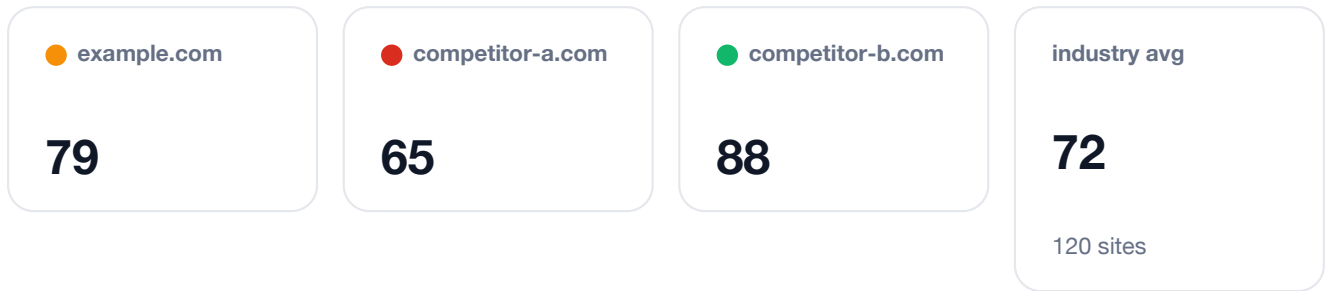 example.com
79
competitor-a.com
65
competitor-b.com
88
industry avg
72
120 sites